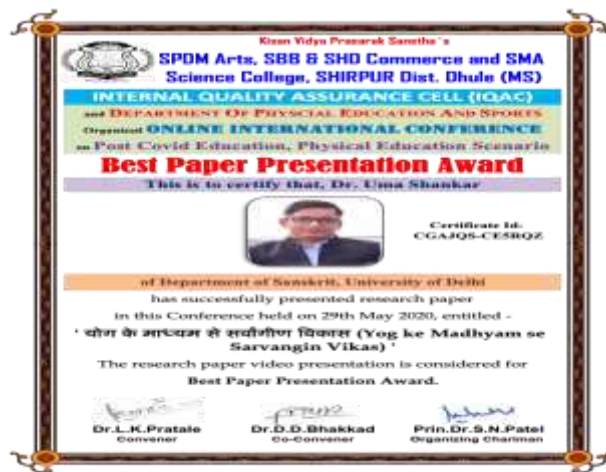 Kisan Vidya Prasarak Sanstha's
SPDM Arts, SBB & SHD Commerce and SMA
Science College, SHIRPUR Dist. Dhule (MS)
INTERNAL QUALITY ASSURANCE CELL (IQAC)
and DEPARTMENT OF PHYSCIAL EDUCATION AND SPORTS
Organized ONLINE INTERNATIONAL CONFERENCE
on Post Covid Education, Physical Education Scenario
Best Paper Presentation Award
This is to certify that, Dr. Uma Shankar
Certificate Id-
CGAJQS-CE5RQZ
of Department of Sanskrit, University of Delhi
has successfully presented research paper
in this Conference held on 29th May 2020, entitled -
' योग के माध्यम से सर्वांगीण विकास (Yog ke Madhyam se
Sarvangin Vikas) '
The research paper video presentation is considered for
Best Paper Presentation Award.
Dr.L.K.Pratale
Convener
Dr.D.D.Bhakkad
Co-Convener
Prin.Dr.S.N.Patel
Organizing Chariman